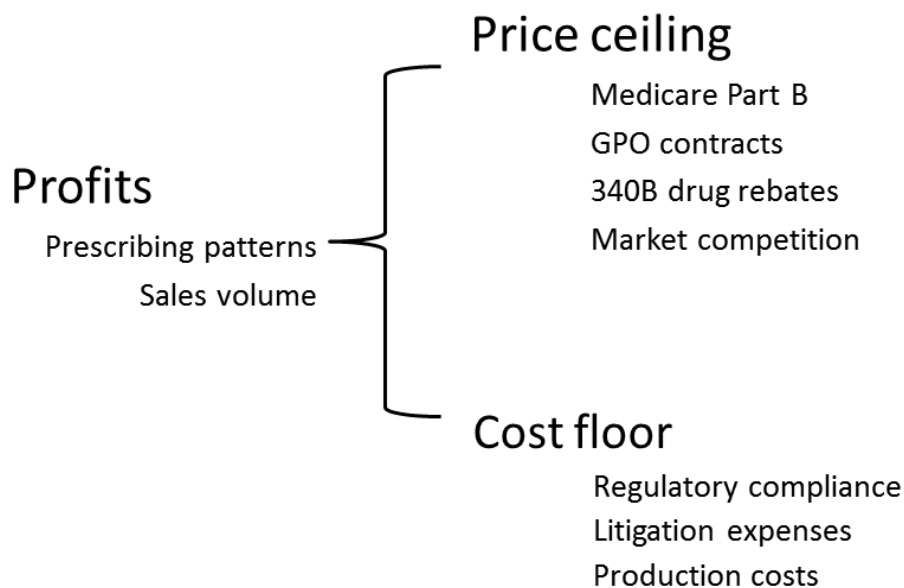 Price ceiling
Medicare Part B
GPO contracts
340B drug rebates
Market competition
Profits
Prescribing patterns
Sales volume
Cost floor
Regulatory compliance
Litigation expenses
Production costs